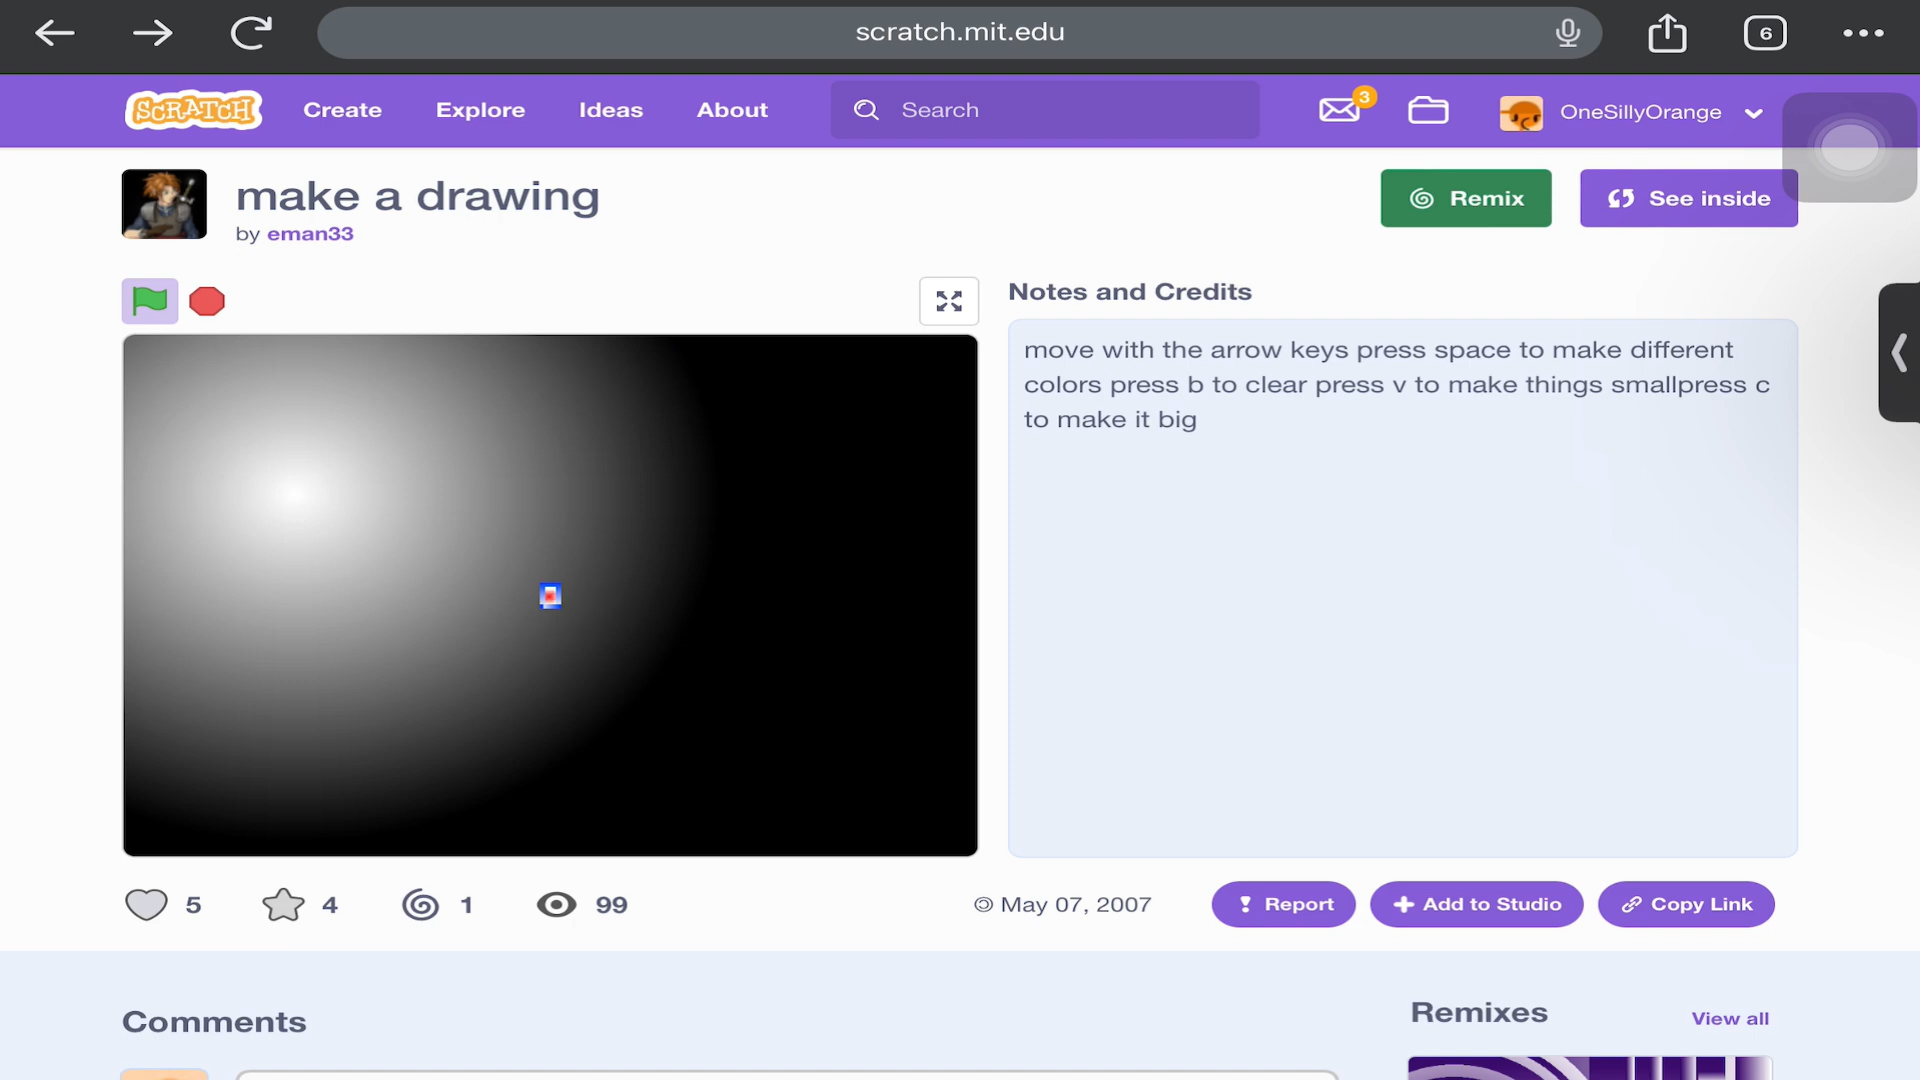 scratch.mit.edu
6
SCRATCH
Create
Explore
Ideas
About
Search
3
OneSillyOrange
make a drawing
by eman33
Remix
See inside
Notes and Credits
move with the arrow keys press space to make different
colors press b to clear press v to make things smallpress c
to make it big
5
4
1
99
May 07, 2007
Report
Add to Studio
Copy Link
Comments
Remixes
View all